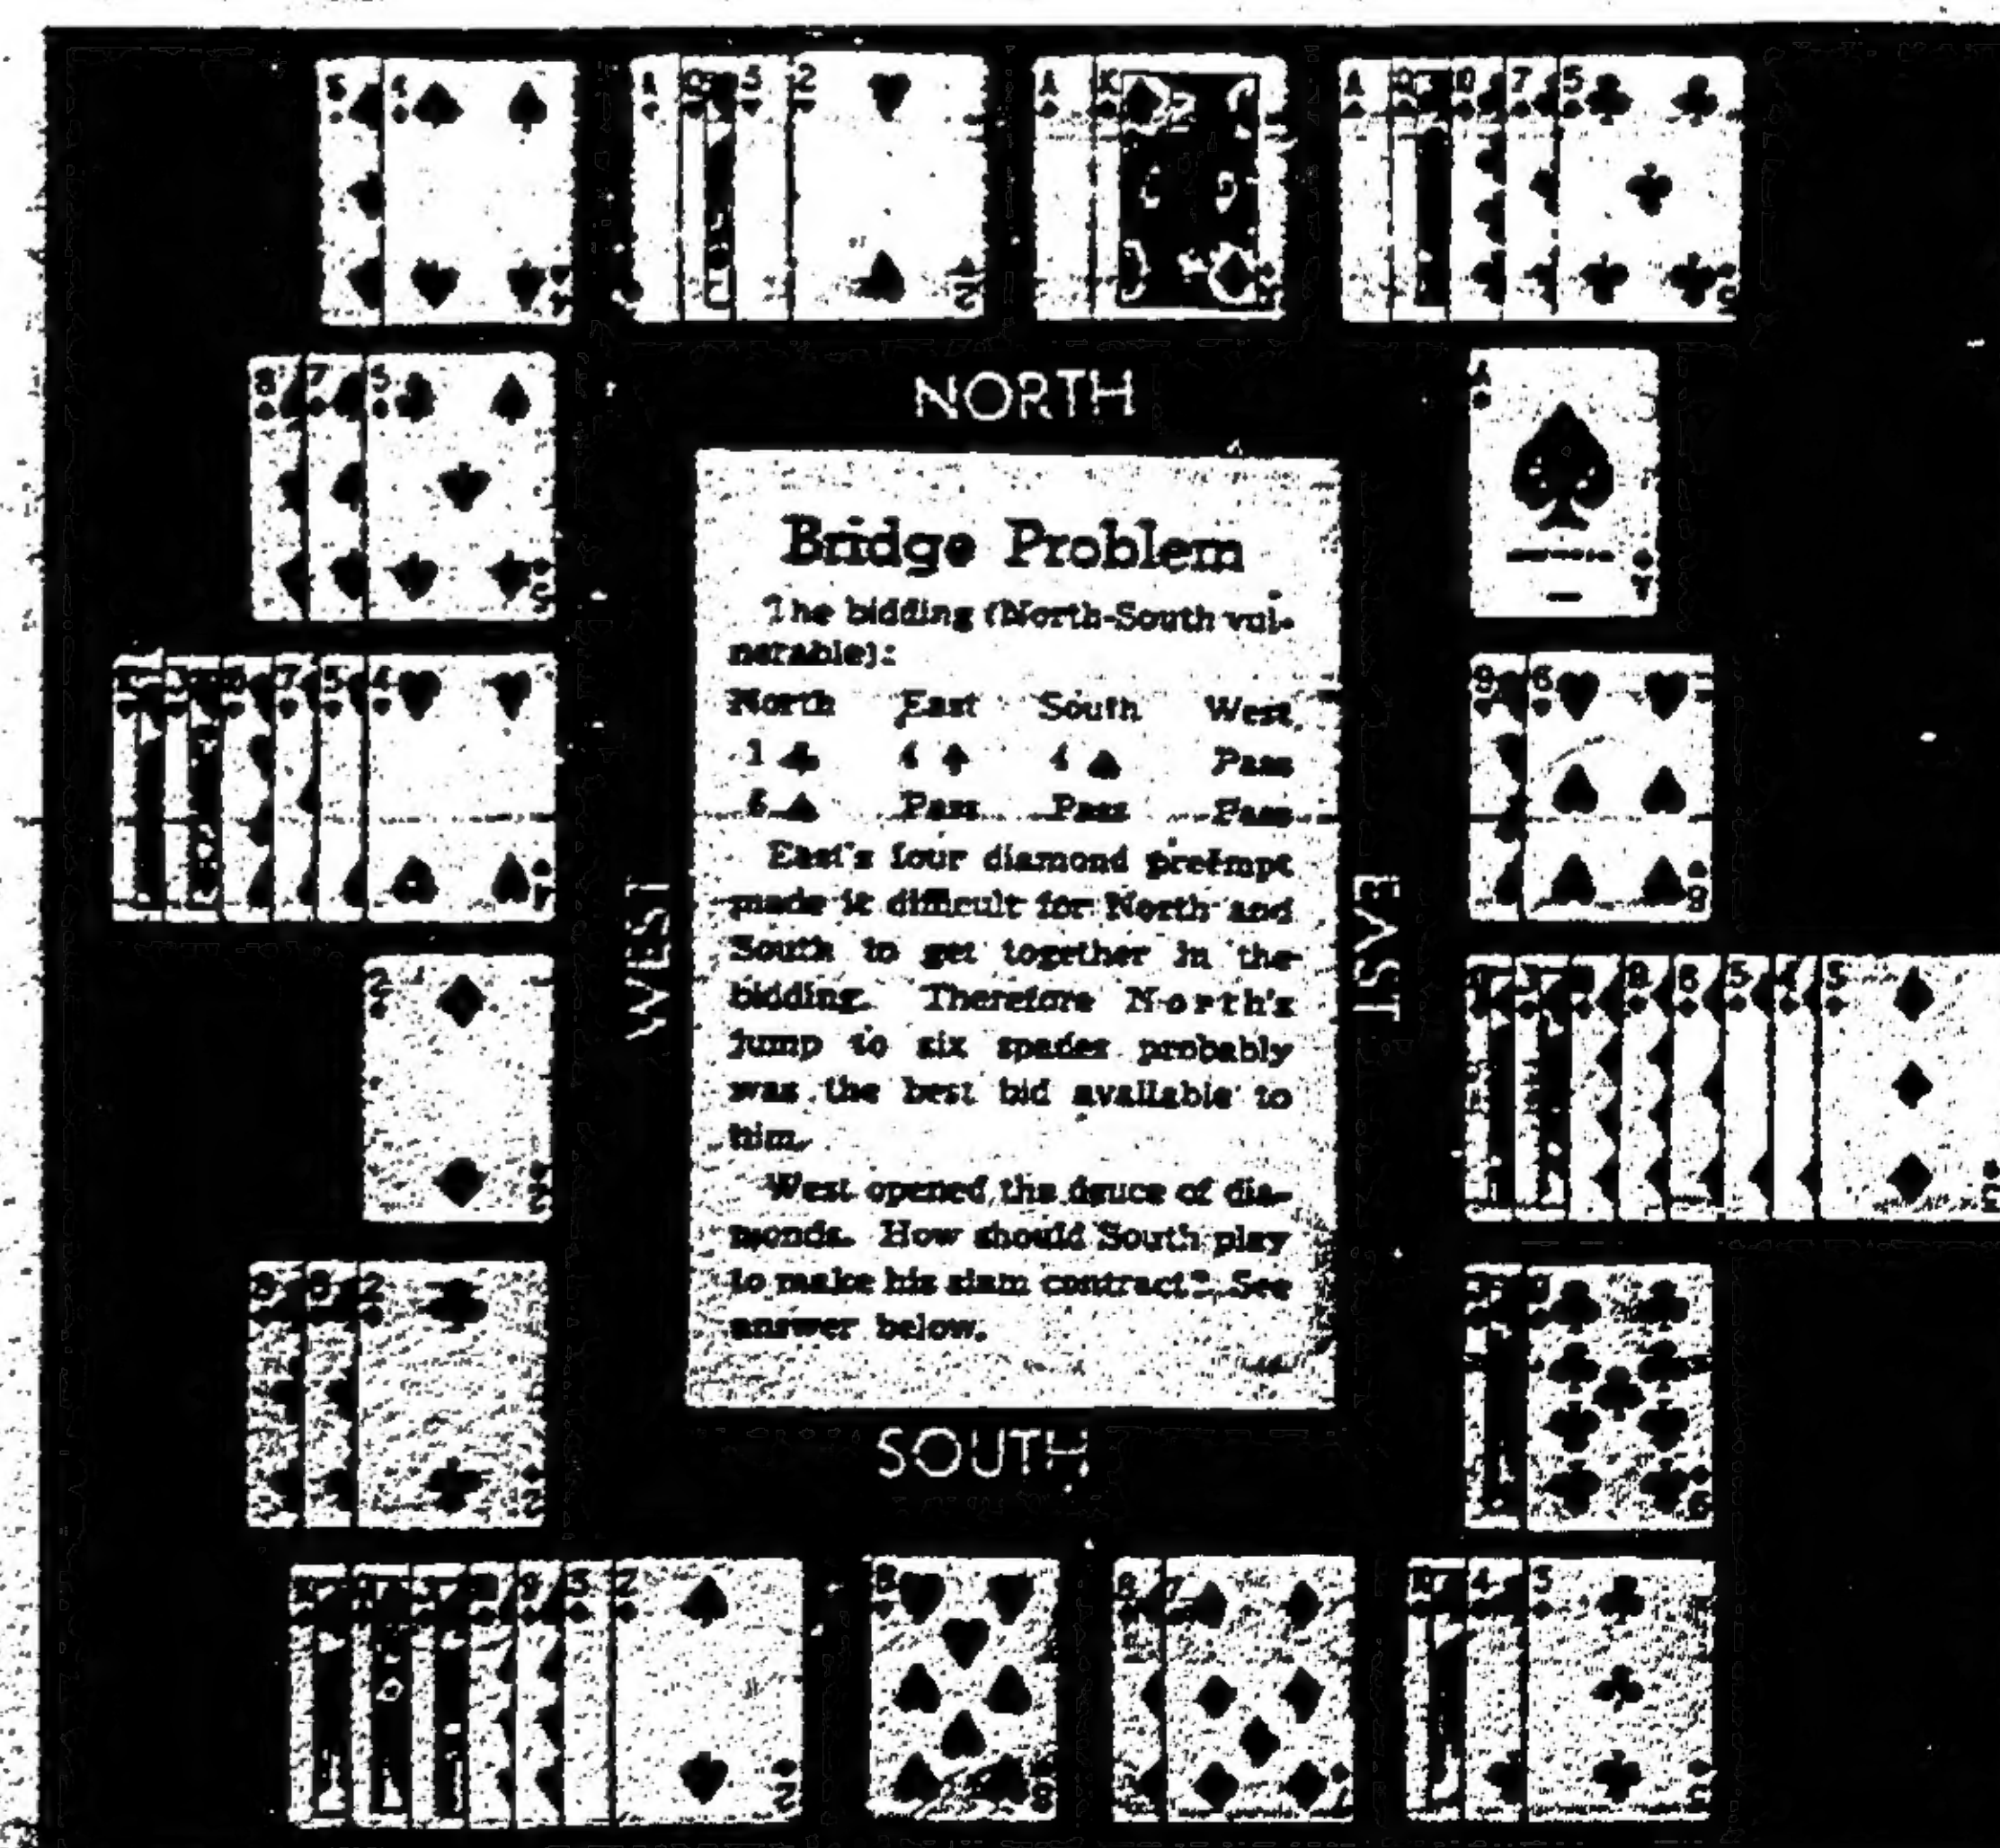 NORTH
Bridge Problem
The bidding (North-South vul-
nerable):
North East South West
1 ♣ 4 ♦ 4 ♠ Pass
6 ♠ Pass Pass Pass
East's four diamond preëmpt
made it difficult for North and
South to get together in the
bidding. Therefore North's
jump to six spades probably
was the best bid available to
him.
West opened the deuce of dia-
monds. How should South play
to make his slam contract? See
answer below.
WEST
EAST
SOUTH